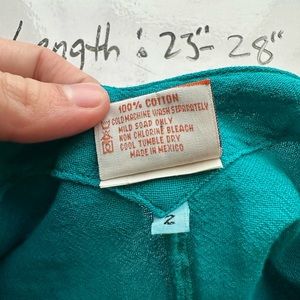 Length : 23" - 28"
100% COTTON
COLD MACHINE WASH SEPARATELY
MILD SOAP ONLY
NON CHLORINE BLEACH
COOL TUMBLE DRY
MADE IN MEXICO
2